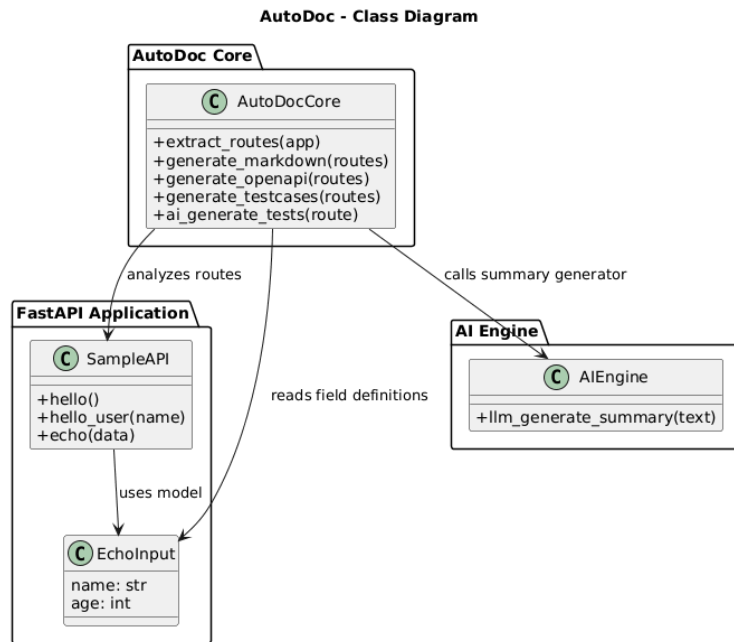 AutoDoc - Class Diagram
AutoDoc Core
C AutoDocCore
+extract_routes(app)
+generate_markdown(routes)
+generate_openapi(routes)
+generate_testcases(routes)
+ai_generate_tests(route)
analyzes routes
calls summary generator
FastAPI Application
C SampleAPI
+hello()
+hello_user(name)
+echo(data)
reads field definitions
AI Engine
C AIEngine
+llm_generate_summary(text)
uses model
C EchoInput
name: str
age: int